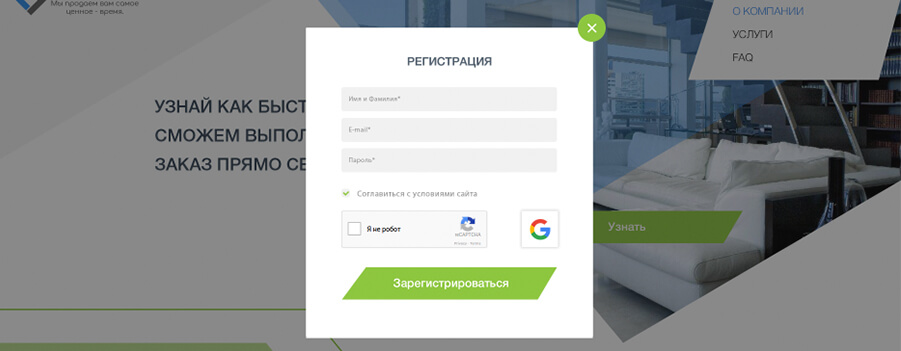 Мы продаем вам самое
ценное - время.
О КОМПАНИИ
УСЛУГИ
FAQ
УЗНАЙ КАК БЫСТ
СМОЖЕМ ВЫПОЛ
ЗАКАЗ ПРЯМО СЕ
РЕГИСТРАЦИЯ
Имя и Фамилия*
E-mail*
Пароль*
Соглавиться с условиями сайта
Я не робот
reCAPTCHA
Privacy - Terms
Зарегистрироваться
Узнать